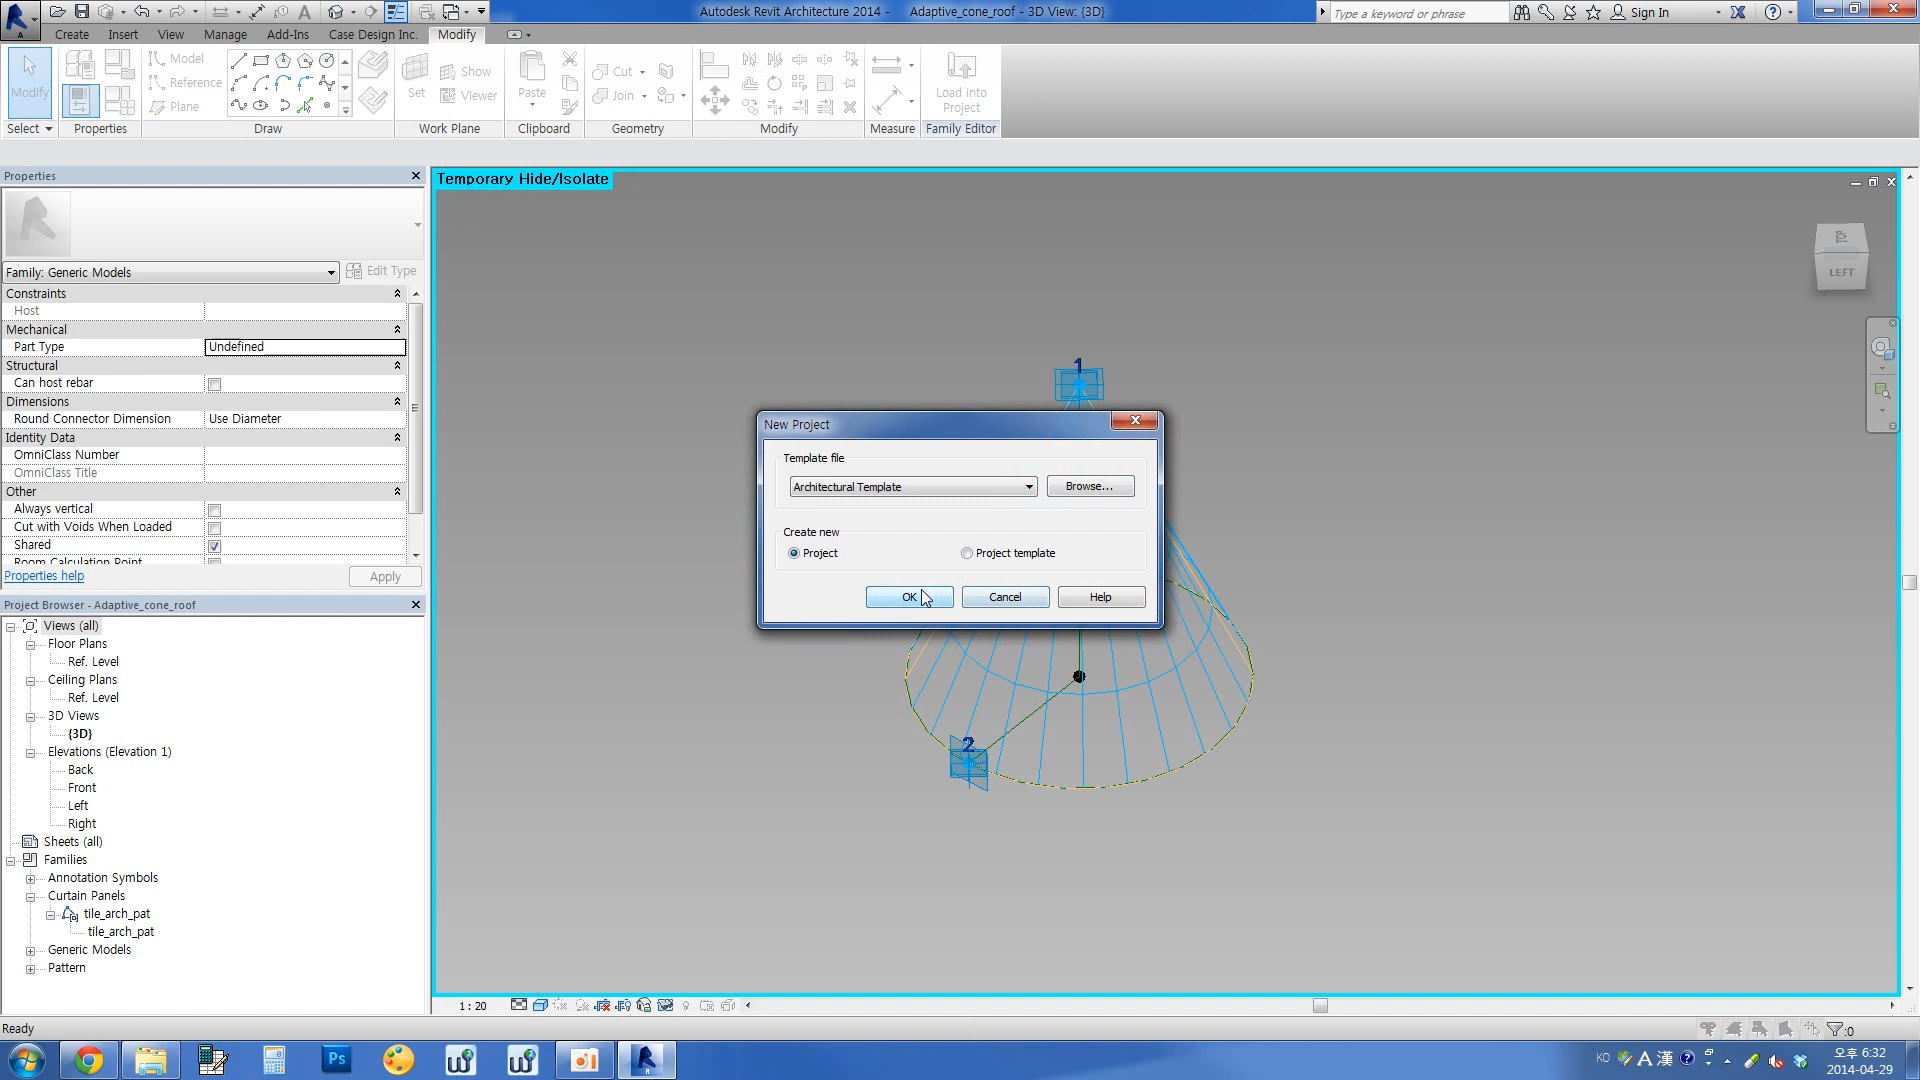 Autodesk Revit Architecture 2014 - Adaptive_cone_roof - 3D View: {3D}
Type a keyword or phrase
Sign In
Create Insert View Manage Add-Ins Case Design Inc. Modify
Modify
Model
Reference
Plane
Set
Show
Viewer
Paste
Cut
Join
Load into
Project
Select Properties Draw Work Plane Clipboard Geometry Modify Measure Family Editor
Properties
Family: Generic Models
Edit Type
Constraints
Host
Mechanical
Part Type Undefined
Structural
Can host rebar
Dimensions
Round Connector Dimension Use Diameter
Identity Data
OmniClass Number
OmniClass Title
Other
Always vertical
Cut with Voids When Loaded
Shared
Room Calculation Point
Properties help
Apply
Project Browser - Adaptive_cone_roof
Views (all)
Floor Plans
Ref. Level
Ceiling Plans
Ref. Level
3D Views
{3D}
Elevations (Elevation 1)
Back
Front
Left
Right
Sheets (all)
Families
Annotation Symbols
Curtain Panels
tile_arch_pat
tile_arch_pat
Generic Models
Pattern
Temporary Hide/Isolate
TOP
LEFT
1
2
New Project
Template file
Architectural Template
Browse...
Create new
Project
Project template
OK
Cancel
Help
1 : 20
Ready
:0
Ps
KO A 漢
오후 6:32
2014-04-29